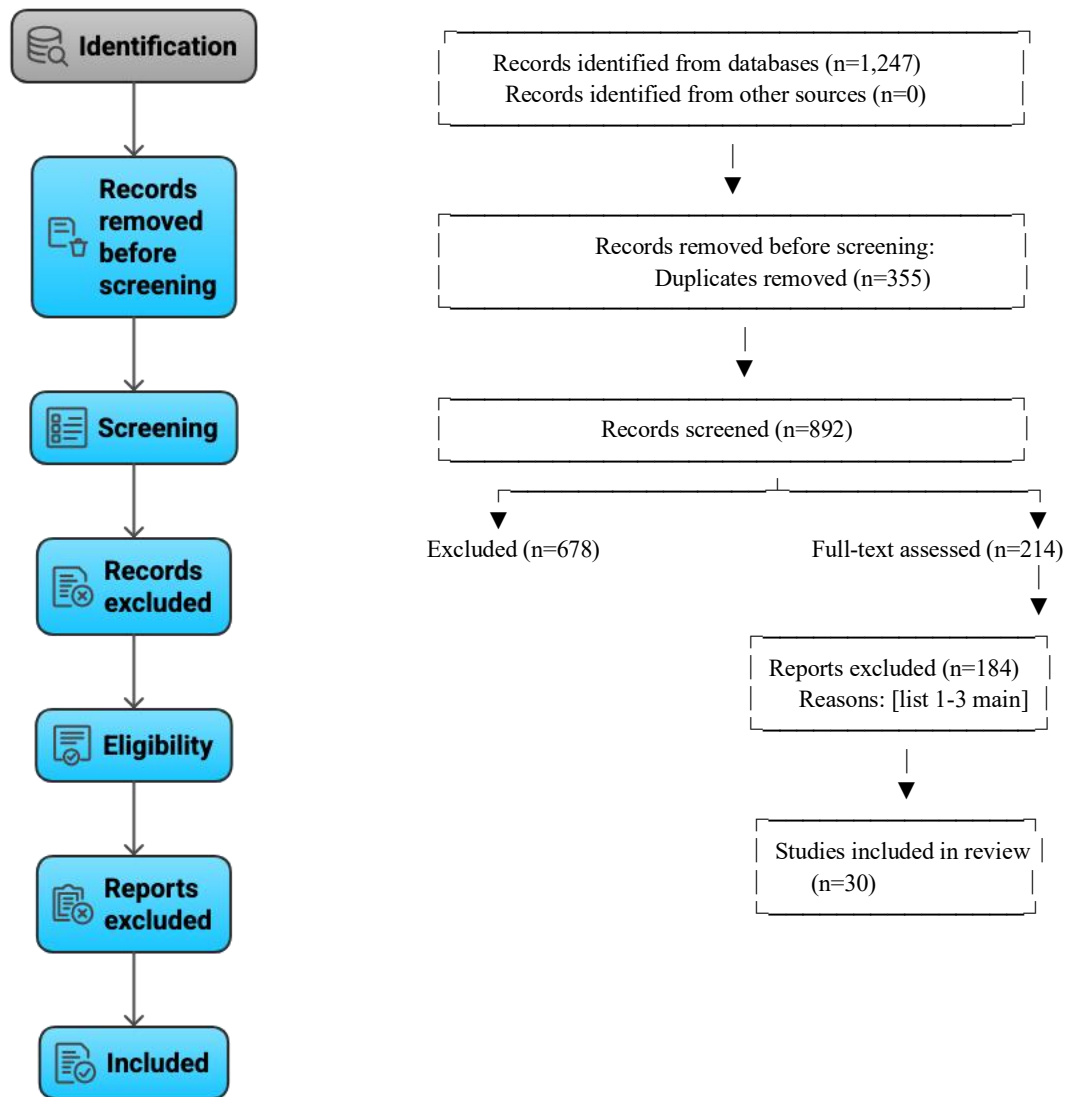 Identification
Records
removed
before
screening
Screening
Records
excluded
Eligibility
Reports
excluded
Included
Records identified from databases (n=1,247)
Records identified from other sources (n=0)
Records removed before screening:
Duplicates removed (n=355)
Records screened (n=892)
Excluded (n=678)
Full-text assessed (n=214)
Reports excluded (n=184)
Reasons: [list 1-3 main]
Studies included in review
(n=30)